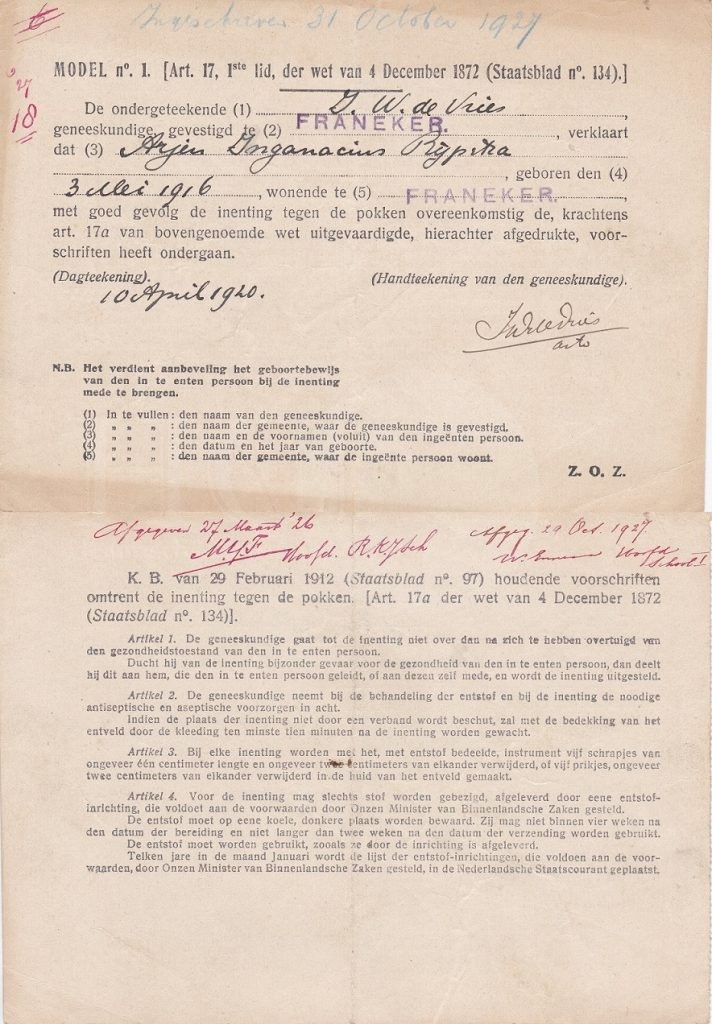 Ingeschreven 31 October 1927
6
'27
18
MODEL nº. 1. [Art. 17, 1ste lid, der wet van 4 December 1872 (Staatsblad nº. 134).]
De ondergeteekende (1) J. W. de Vries
geneeskundige, gevestigd te (2) FRANEKER. , verklaart
dat (3) Arjen
, geboren den (4)
3 Mei 1916 , wonende te (5) FRANEKER. ,
met goed gevolg de inenting tegen de pokken overeenkomstig de, krachtens
art. 17a van bovengenoemde wet uitgevaardigde, hierachter afgedrukte, voor-
schriften heeft ondergaan.
(Dagteekening). (Handteekening van den geneeskundige).
10 April 1920.
JWdeVries
arts
N.B. Het verdient aanbeveling het geboortebewijs
van den in te enten persoon bij de inenting
mede te brengen.
(1) In te vullen : den naam van den geneeskundige.
(2) „ „ „ : den naam der gemeente, waar de geneeskundige is gevestigd.
(3) „ „ „ : den naam en de voornamen (voluit) van den ingeënten persoon.
(4) „ „ „ : den datum en het jaar van geboorte.
(5) „ „ „ : den naam der gemeente, waar de ingeënte persoon woont.
Z. O. Z.
Afgegeven 27 Maart '26 Afgeg. 29 Oct. 1927.
Hoofd. R.K. Sch Hoofd
School I
K. B. van 29 Februari 1912 (Staatsblad nº. 97) houdende voorschriften
omtrent de inenting tegen de pokken. [Art. 17a der wet van 4 December 1872
(Staatsblad nº. 134)].
Artikel 1. De geneeskundige gaat tot de inenting niet over dan na zich te hebben overtuigd van
den gezondheidstoestand van den in te enten persoon.
Ducht hij van de inenting bijzonder gevaar voor de gezondheid van den in te enten persoon, dan deelt
hij dit aan hem, die den in te enten persoon geleidt, of aan dezen zelf mede, en wordt de inenting uitgesteld.
Artikel 2. De geneeskundige neemt bij de behandeling der entstof en bij de inenting de noodige
antiseptische en aseptische voorzorgen in acht.
Indien de plaats der inenting niet door een verband wordt beschut, zal met de bedekking van het
entveld door de kleeding ten minste tien minuten na de inenting worden gewacht.
Artikel 3. Bij elke inenting worden met het, met entstof bedeelde, instrument vijf schrapjes van
ongeveer één centimeter lengte en ongeveer twee centimeters van elkander verwijderd, of vijf prikjes, ongeveer
twee centimeters van elkander verwijderd in de huid van het entveld gemaakt.
Artikel 4. Voor de inenting mag slechts stof worden gebezigd, afgeleverd door eene entstof-
inrichting, die voldoet aan de voorwaarden door Onzen Minister van Binnenlandsche Zaken gesteld.
De entstof moet op eene koele, donkere plaats worden bewaard. Zij mag niet binnen vier weken na
den datum der bereiding en niet langer dan twee weken na den datum der verzending worden gebruikt.
De entstof moet worden gebruikt, zooals ze door de inrichting is afgeleverd.
Telken jare in de maand Januari wordt de lijst der entstof-inrichtingen, die voldoen aan de voor-
waarden, door Onzen Minister van Binnenlandsche Zaken gesteld, in de Nederlandsche Staatscourant geplaatst.